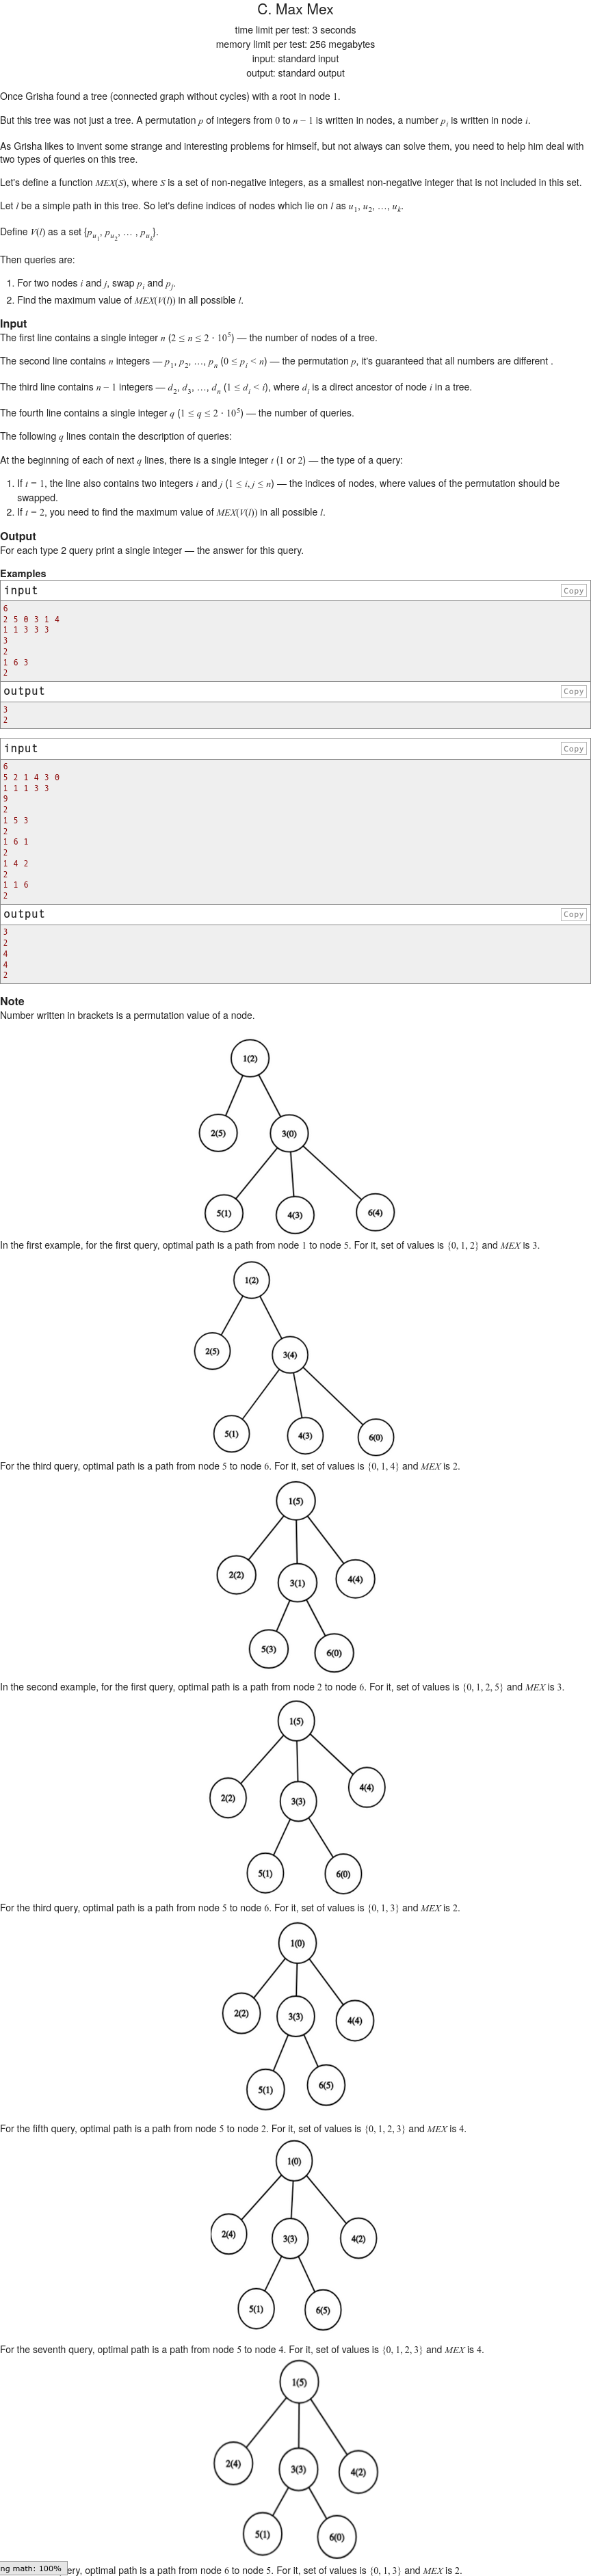 C. Max Mex
time limit per test: 3 seconds
memory limit per test: 256 megabytes
input: standard input
output: standard output
Once Grisha found a tree (connected graph without cycles) with a root in node 1.
But this tree was not just a tree. A permutation p of integers from 0 to n − 1 is written in nodes, a number p_i is written in node i.
As Grisha likes to invent some strange and interesting problems for himself, but not always can solve them, you need to help him deal with
two types of queries on this tree.
Let's define a function MEX(S), where S is a set of non-negative integers, as a smallest non-negative integer that is not included in this set.
Let l be a simple path in this tree. So let's define indices of nodes which lie on l as u_1, u_2, …, u_k.
Define V(l) as a set {p_{u_1}, p_{u_2}, … , p_{u_k}}.
Then queries are:
1. For two nodes i and j, swap p_i and p_j.
2. Find the maximum value of MEX(V(l)) in all possible l.
Input
The first line contains a single integer n (2 ≤ n ≤ 2 · 10^5) — the number of nodes of a tree.
The second line contains n integers — p_1, p_2, …, p_n (0 ≤ p_i < n) — the permutation p, it's guaranteed that all numbers are different .
The third line contains n − 1 integers — d_2, d_3, …, d_n (1 ≤ d_i < i), where d_i is a direct ancestor of node i in a tree.
The fourth line contains a single integer q (1 ≤ q ≤ 2 · 10^5) — the number of queries.
The following q lines contain the description of queries:
At the beginning of each of next q lines, there is a single integer t (1 or 2) — the type of a query:
1. If t = 1, the line also contains two integers i and j (1 ≤ i, j ≤ n) — the indices of nodes, where values of the permutation should be
swapped.
2. If t = 2, you need to find the maximum value of MEX(V(l)) in all possible l.
Output
For each type 2 query print a single integer — the answer for this query.
Examples
input Copy
6
2 5 0 3 1 4
1 1 3 3 3
3
2
1 6 3
2
output Copy
3
2
input Copy
6
5 2 1 4 3 0
1 1 1 3 3
9
2
1 5 3
2
1 6 1
2
1 4 2
2
1 1 6
2
output Copy
3
2
4
4
2
Note
Number written in brackets is a permutation value of a node.
1(2)
2(5) 3(0)
5(1) 4(3) 6(4)
In the first example, for the first query, optimal path is a path from node 1 to node 5. For it, set of values is {0, 1, 2} and MEX is 3.
1(2)
2(5) 3(4)
5(1) 4(3) 6(0)
For the third query, optimal path is a path from node 5 to node 6. For it, set of values is {0, 1, 4} and MEX is 2.
1(5)
2(2) 3(1) 4(4)
5(3) 6(0)
In the second example, for the first query, optimal path is a path from node 2 to node 6. For it, set of values is {0, 1, 2, 5} and MEX is 3.
1(5)
2(2) 3(3) 4(4)
5(1) 6(0)
For the third query, optimal path is a path from node 5 to node 6. For it, set of values is {0, 1, 3} and MEX is 2.
1(0)
2(2) 3(3) 4(4)
5(1) 6(5)
For the fifth query, optimal path is a path from node 5 to node 2. For it, set of values is {0, 1, 2, 3} and MEX is 4.
1(0)
2(4) 3(3) 4(2)
5(1) 6(5)
For the seventh query, optimal path is a path from node 5 to node 4. For it, set of values is {0, 1, 2, 3} and MEX is 4.
1(5)
2(4) 3(3) 4(2)
5(1) 6(0)
ng math: 100% ery, optimal path is a path from node 6 to node 5. For it, set of values is {0, 1, 3} and MEX is 2.